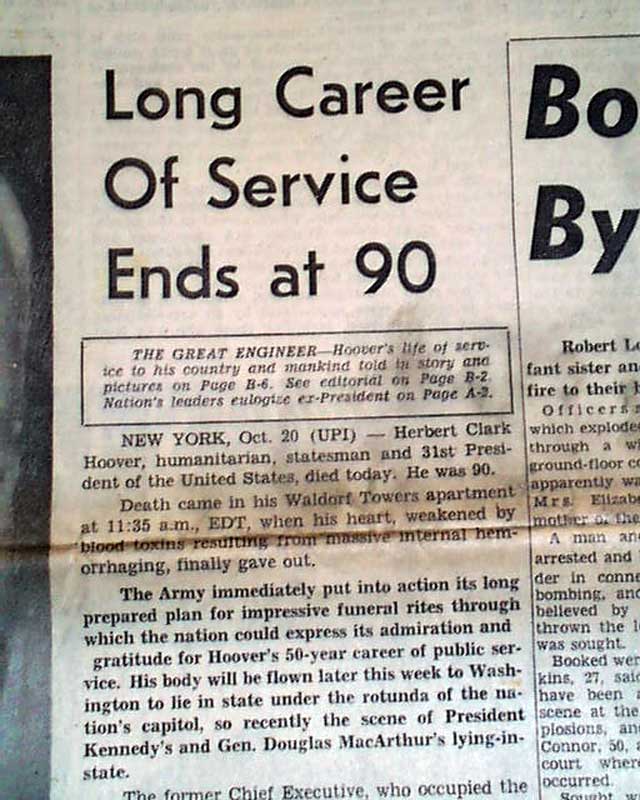 Long Career
Of Service
Ends at 90
THE GREAT ENGINEER—Hoover's life of serv-
ice to his country and mankind told in story and
pictures on Page B-6. See editorial on Page B-2.
Nation's leaders eulogize ex-President on Page A-2.
NEW YORK, Oct. 20 (UPI) — Herbert Clark
Hoover, humanitarian, statesman and 31st Presi-
dent of the United States, died today. He was 90.
Death came in his Waldorf Towers apartment
at 11:35 a.m., EDT, when his heart, weakened by
blood toxins resulting from massive internal hem-
orrhaging, finally gave out.
The Army immediately put into action its long
prepared plan for impressive funeral rites through
which the nation could express its admiration and
gratitude for Hoover's 50-year career of public ser-
vice. His body will be flown later this week to Wash-
ington to lie in state under the rotunda of the na-
tion's capitol, so recently the scene of President
Kennedy's and Gen. Douglas MacArthur's lying-in-
state.
The former Chief Executive, who occupied the
Bo
By
Robert L
fant sister an
fire to their
Officers
which explode
through a wi
ground-floor c
apparently wa
Mrs. Elizab
mother of the
A man an
arrested and
der in conne
bombing, and
believed by
thrown the
was sought.
Booked wer
kins, 27, said
have been
scene at the
plosions, an
Connor, 50,
court where
occurred.
Sought w